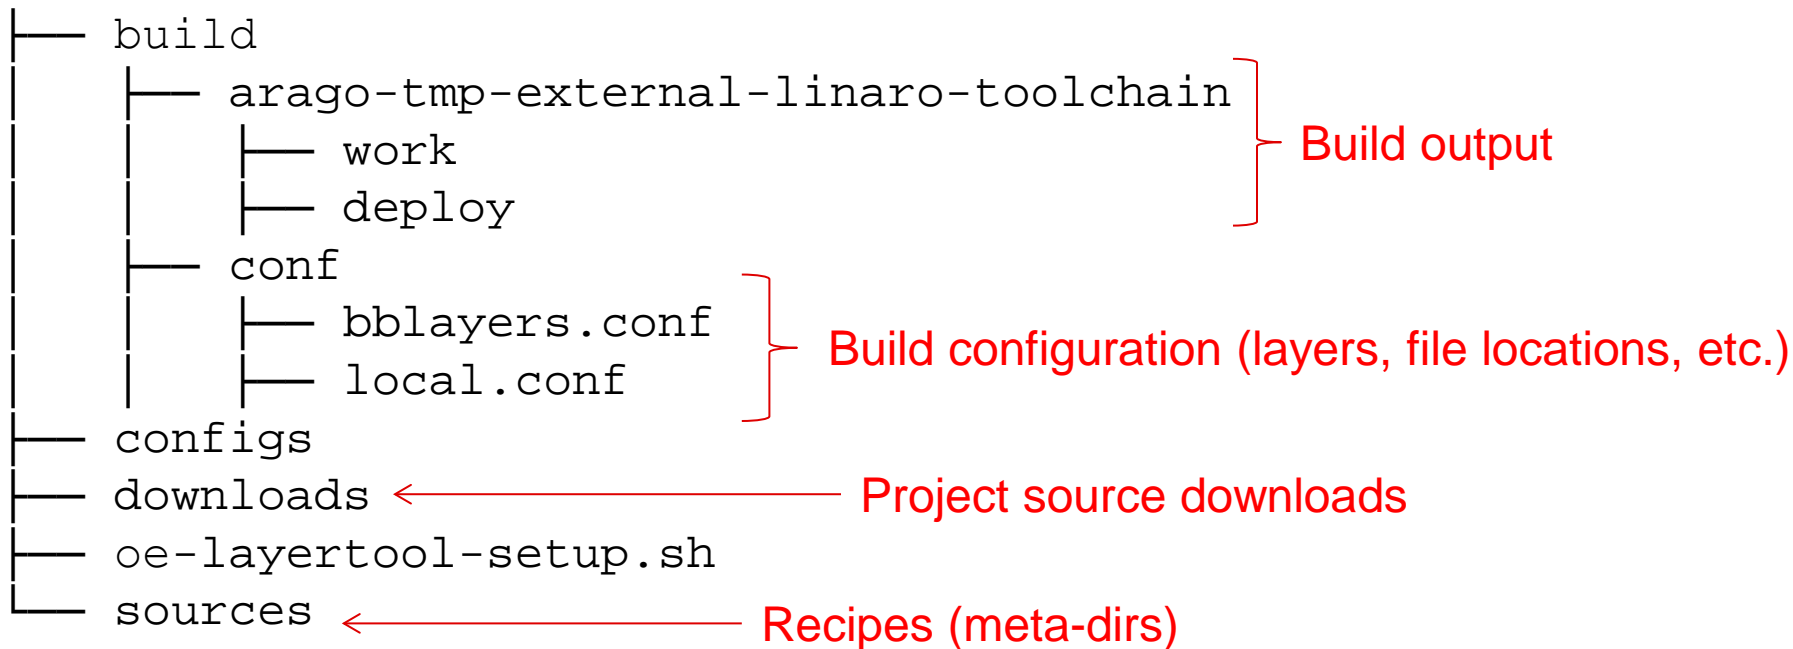 build
arago-tmp-external-linaro-toolchain
work
Build output
deploy
conf
bblayers.conf
Build configuration (layers, file locations, etc.)
local.conf
configs
downloads
Project source downloads
oe-layertool-setup.sh
sources
Recipes (meta-dirs)